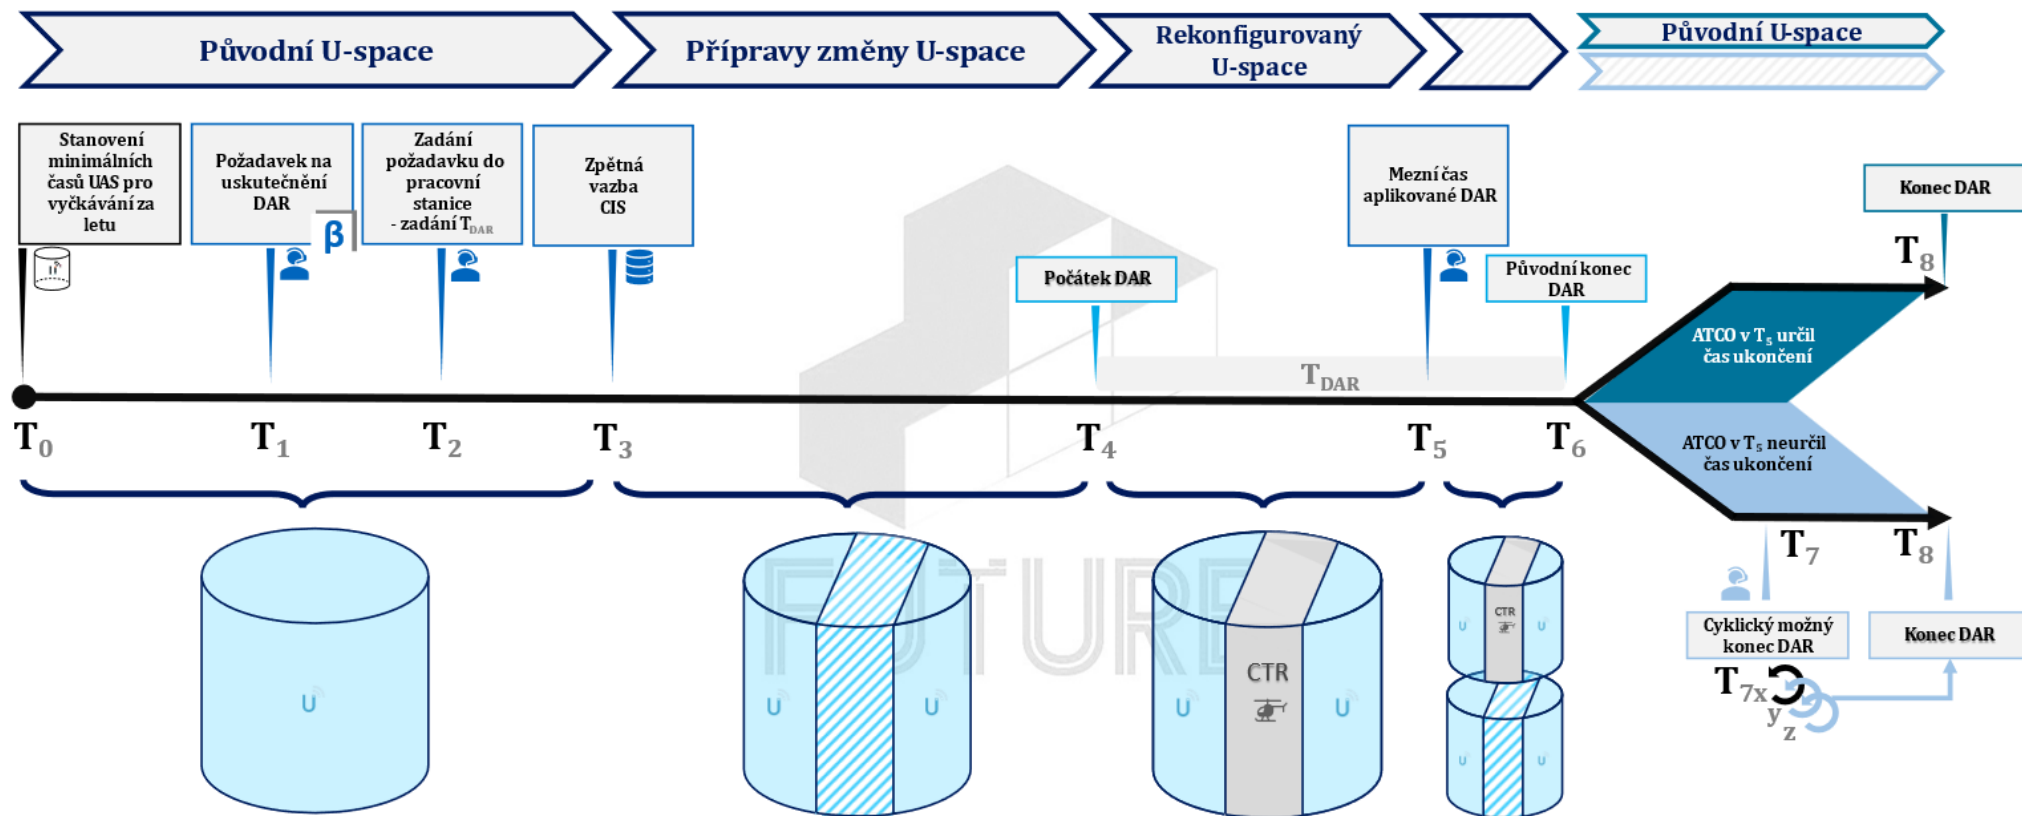 Původní U-space
Přípravy změny U-space
Rekonfigurovaný
U-space
Původní U-space
Stanovení
minimálních
časů UAS pro
vyčkávání za
letu
Požadavek na
uskutečnění
DAR
β
Zadání
požadavku do
pracovní
stanice
- zadání T DAR
Zpětná
vazba
CIS
Počátek DAR
Mezní čas
aplikované DAR
Původní konec
DAR
Konec DAR
T8
ATCO v T5 určil
čas ukončení
TDAR
T0
T1
T2
T3
T4
T5
T6
ATCO v T5 neurčil
čas ukončení
T7
T8
Cyklický možný
konec DAR
Konec DAR
T7x
y
z
U
U
U
CTR
U
U
CTR
U
U
U
U
FUTURE